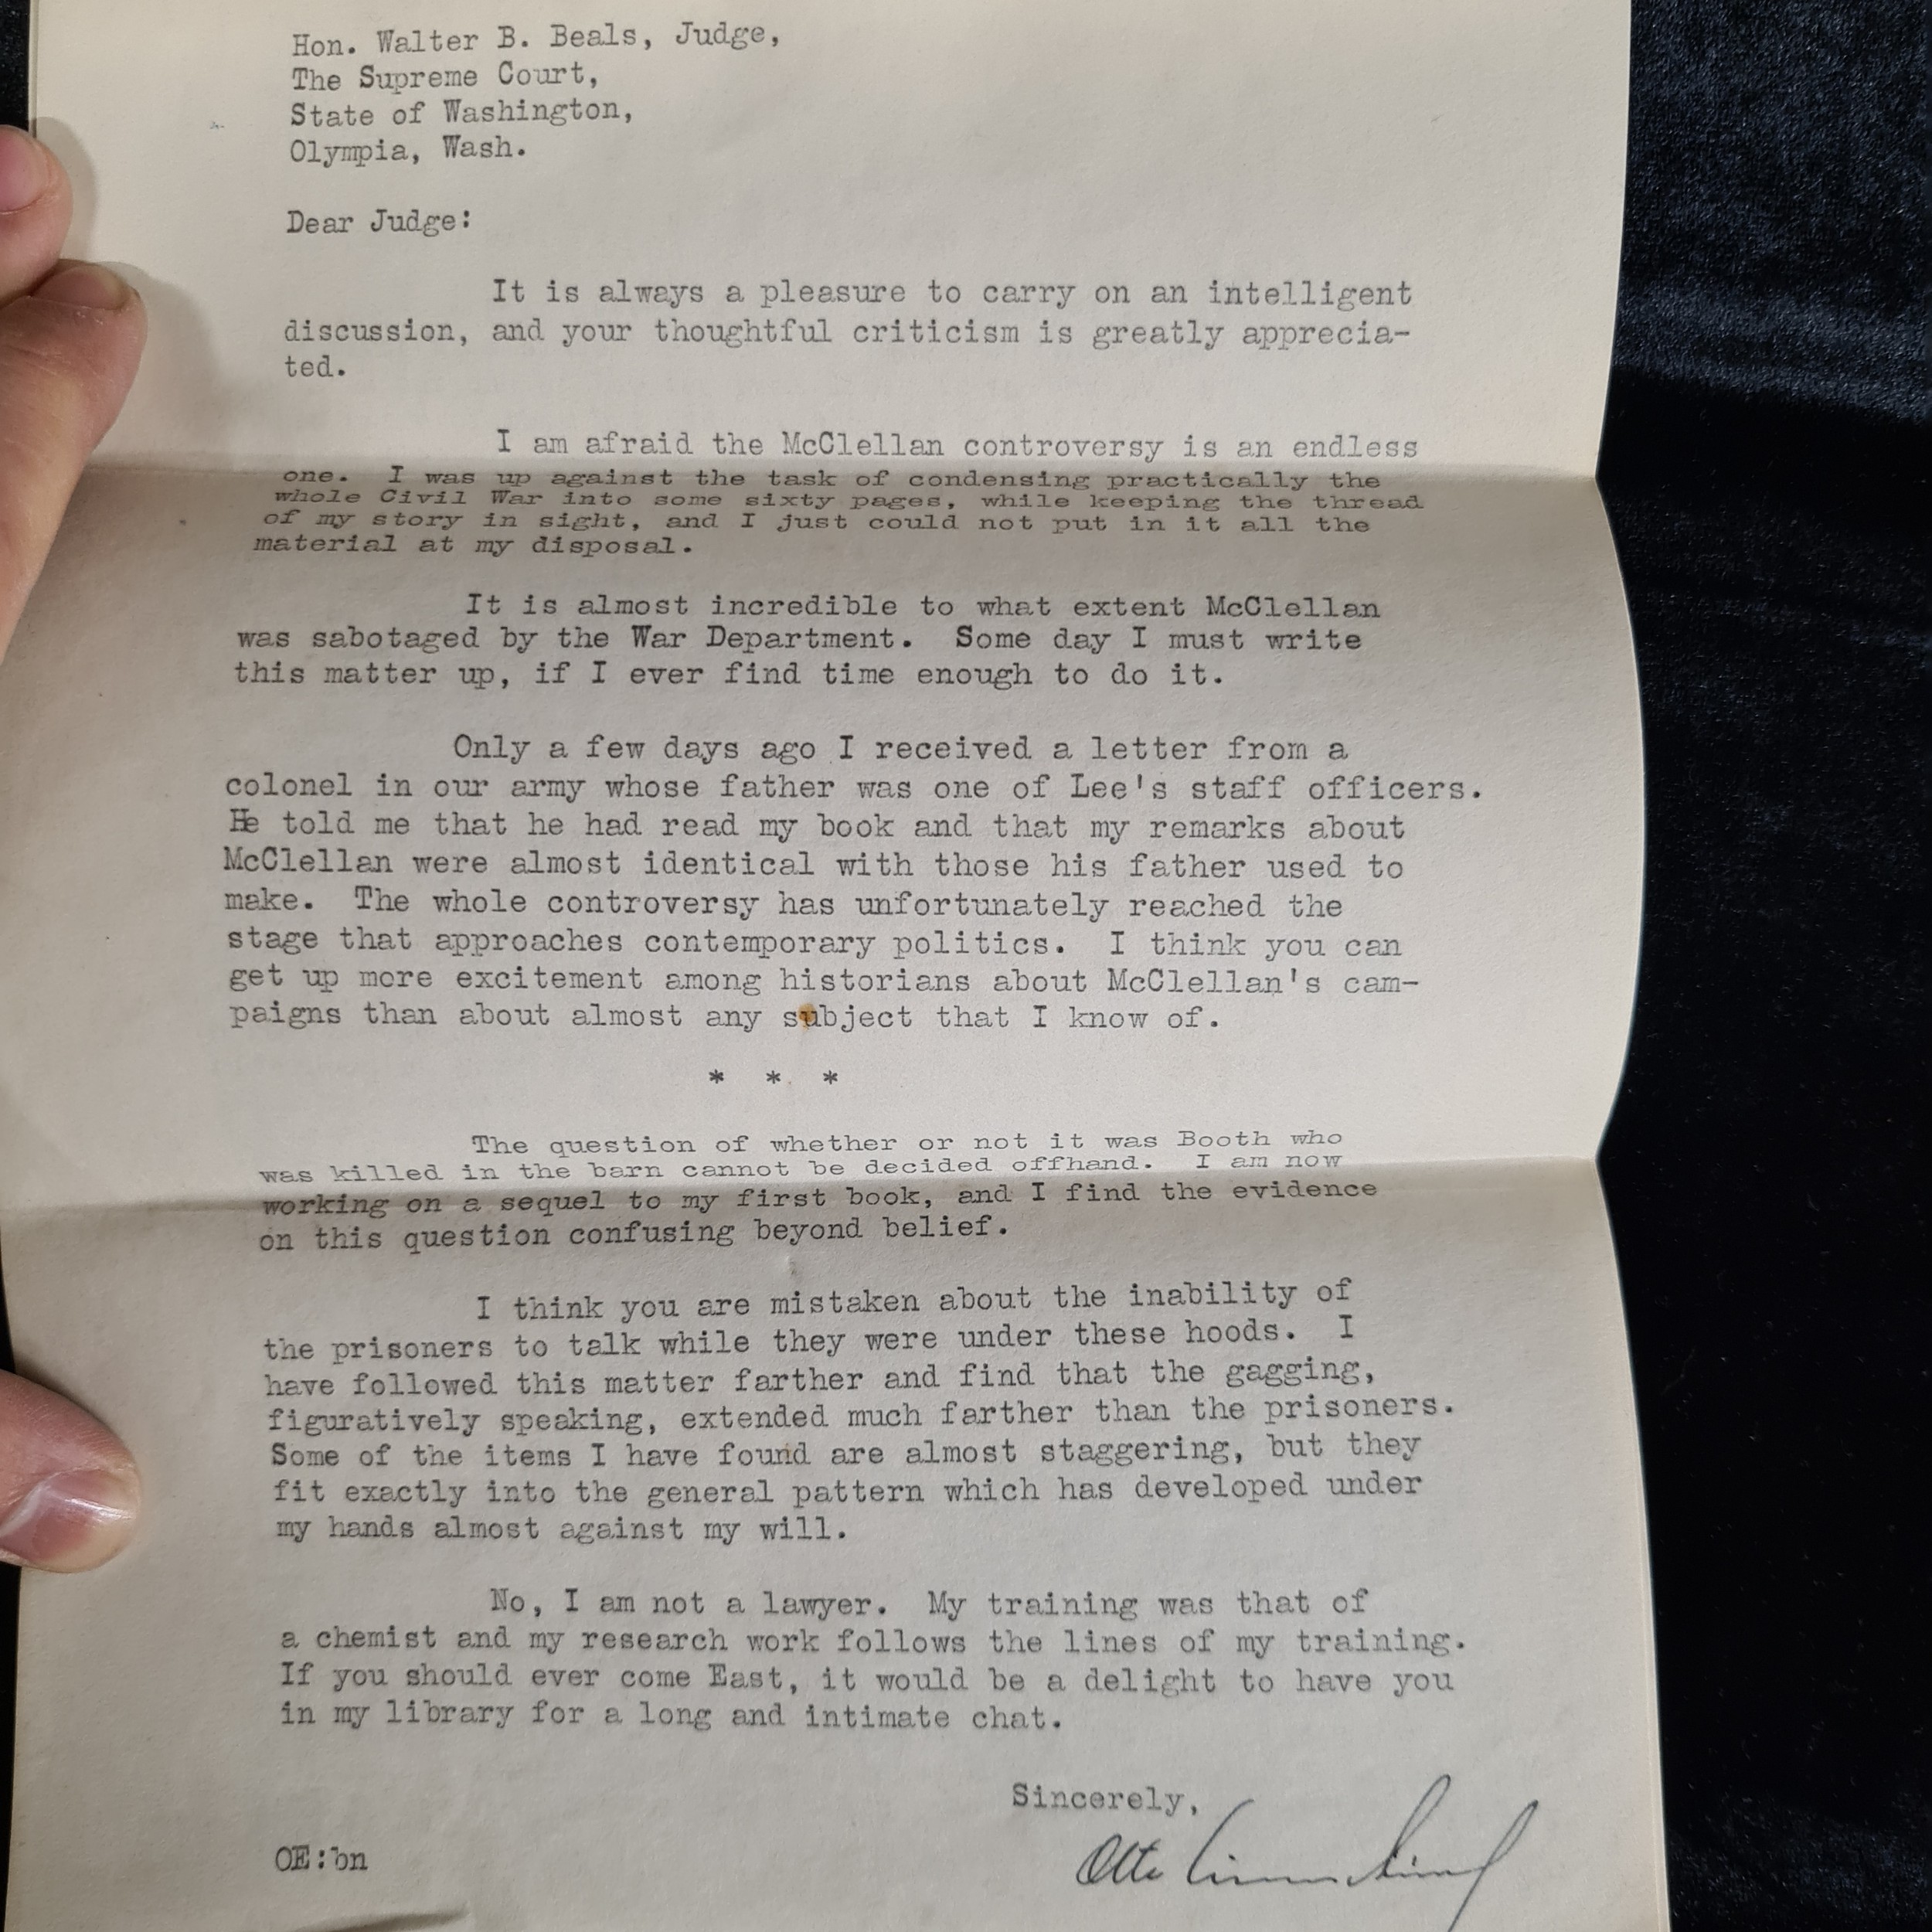 Hon. Walter B. Beals, Judge,
The Supreme Court,
State of Washington,
Olympia, Wash.
Dear Judge:
It is always a pleasure to carry on an intelligent
discussion, and your thoughtful criticism is greatly apprecia-
ted.
I am afraid the McClellan controversy is an endless
one. I was up against the task of condensing practically the
whole Civil War into some sixty pages, while keeping the thread
of my story in sight, and I just could not put in it all the
material at my disposal.
It is almost incredible to what extent McClellan
was sabotaged by the War Department. Some day I must write
this matter up, if I ever find time enough to do it.
Only a few days ago I received a letter from a
colonel in our army whose father was one of Lee's staff officers.
He told me that he had read my book and that my remarks about
McClellan were almost identical with those his father used to
make. The whole controversy has unfortunately reached the
stage that approaches contemporary politics. I think you can
get up more excitement among historians about McClellan's cam-
paigns than about almost any subject that I know of.
* * *
The question of whether or not it was Booth who
was killed in the barn cannot be decided offhand. I am now
working on a sequel to my first book, and I find the evidence
on this question confusing beyond belief.
I think you are mistaken about the inability of
the prisoners to talk while they were under these hoods. I
have followed this matter farther and find that the gagging,
figuratively speaking, extended much farther than the prisoners.
Some of the items I have found are almost staggering, but they
fit exactly into the general pattern which has developed under
my hands almost against my will.
No, I am not a lawyer. My training was that of
a chemist and my research work follows the lines of my training.
If you should ever come East, it would be a delight to have you
in my library for a long and intimate chat.
Sincerely,
Otto Eisenschiml
OE:bn